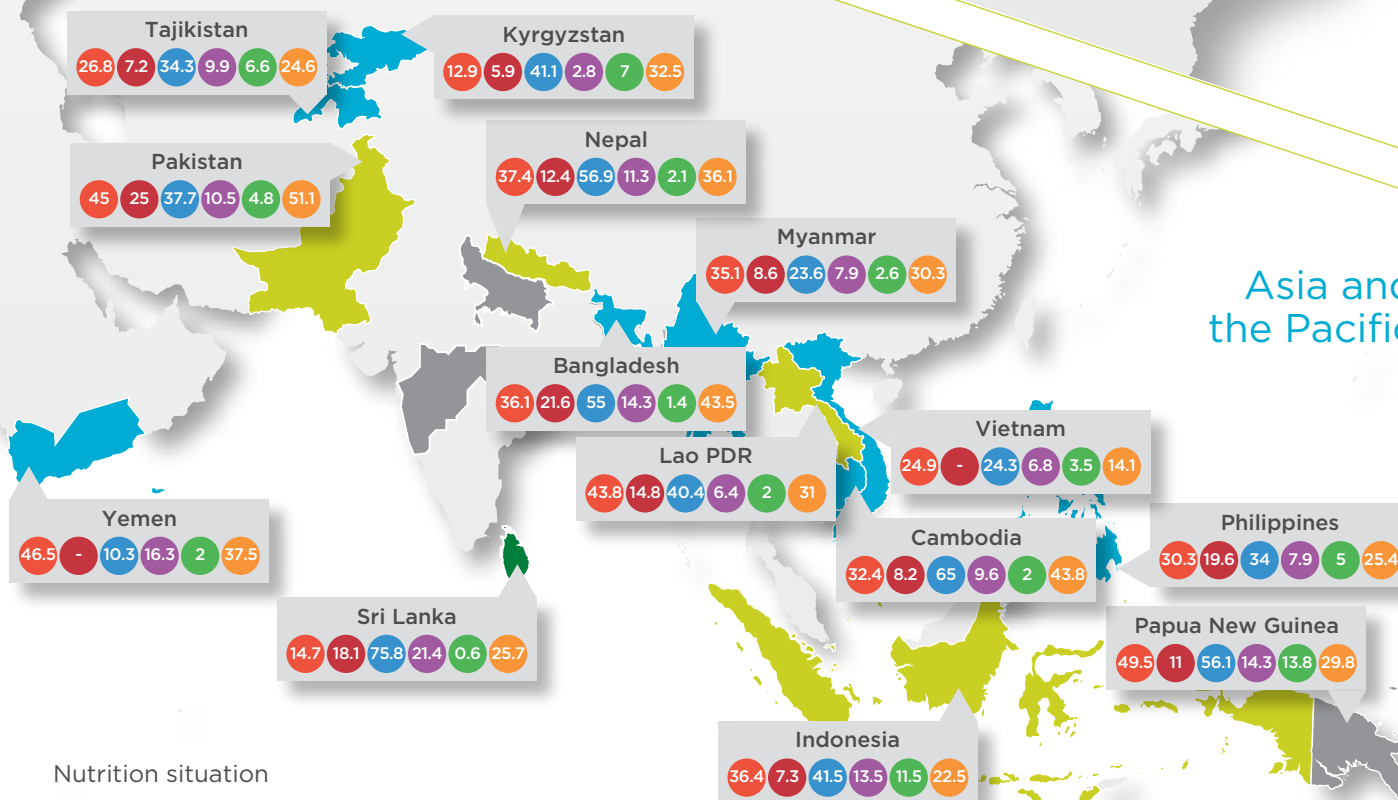 Tajikistan
26.8 7.2 34.3 9.9 6.6 24.6
Kyrgyzstan
12.9 5.9 41.1 2.8 7 32.5
Nepal
37.4 12.4 56.9 11.3 2.1 36.1
Pakistan
45 25 37.7 10.5 4.8 51.1
Myanmar
35.1 8.6 23.6 7.9 2.6 30.3
Asia and
the Pacific
Bangladesh
36.1 21.6 55 14.3 1.4 43.5
Vietnam
24.9 - 24.3 6.8 3.5 14.1
Lao PDR
43.8 14.8 40.4 6.4 2 31
Yemen
46.5 - 10.3 16.3 2 37.5
Philippines
30.3 19.6 34 7.9 5 25.4
Cambodia
32.4 8.2 65 9.6 2 43.8
Sri Lanka
14.7 18.1 75.8 21.4 0.6 25.7
Papua New Guinea
49.5 11 56.1 14.3 13.8 29.8
Indonesia
36.4 7.3 41.5 13.5 11.5 22.5
Nutrition situation